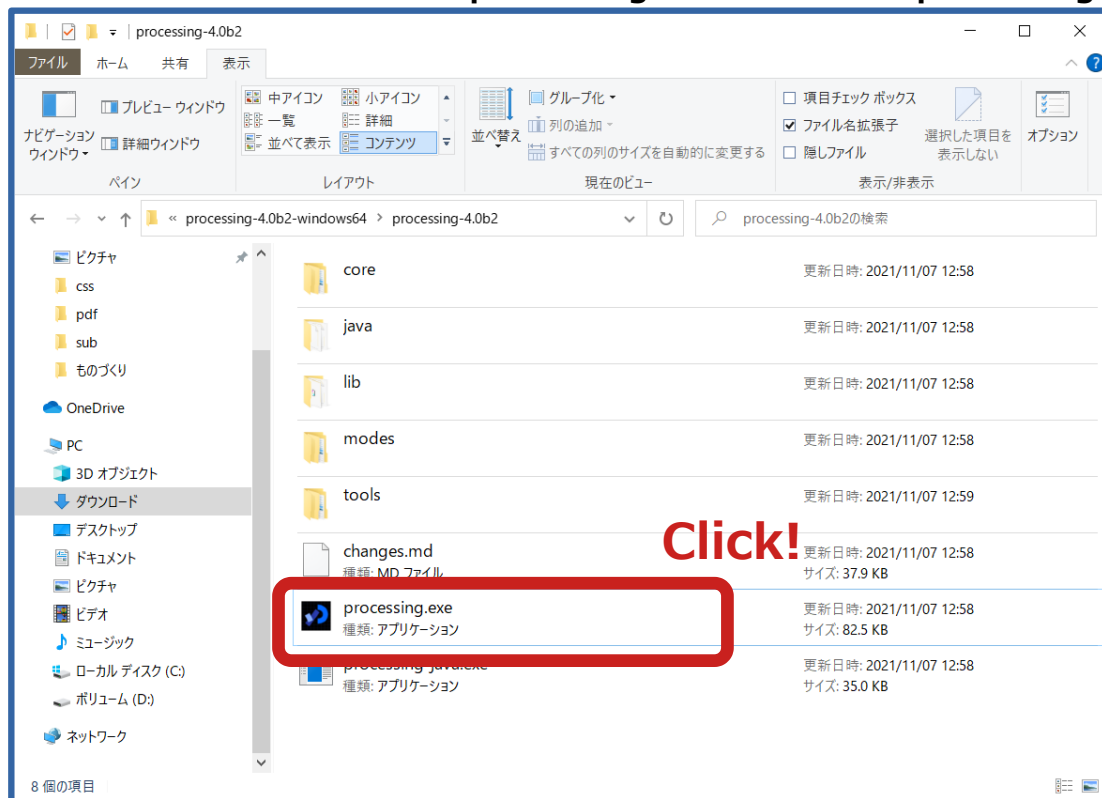 processing-4.0b2
ファイル ホーム 共有 表示
ナビゲーション ウィンドウ
プレビュー ウィンドウ
詳細ウィンドウ
ペイン
中アイコン 小アイコン
一覧 詳細
並べて表示 コンテンツ
レイアウト
並べ替え
グループ化
列の追加
すべての列のサイズを自動的に変更する
現在のビュー
項目チェック ボックス
ファイル名拡張子
隠しファイル
選択した項目を
表示しない
表示/非表示
オプション
« processing-4.0b2-windows64 > processing-4.0b2
processing-4.0b2の検索
ピクチャ
css
pdf
sub
ものづくり
OneDrive
PC
3D オブジェクト
ダウンロード
デスクトップ
ドキュメント
ピクチャ
ビデオ
ミュージック
ローカル ディスク (C:)
ボリューム (D:)
ネットワーク
core 更新日時: 2021/11/07 12:58
java 更新日時: 2021/11/07 12:58
lib 更新日時: 2021/11/07 12:58
modes 更新日時: 2021/11/07 12:58
tools 更新日時: 2021/11/07 12:59
Click!
changes.md 更新日時: 2021/11/07 12:58
種類: MD ファイル サイズ: 37.9 KB
processing.exe 更新日時: 2021/11/07 12:58
種類: アプリケーション サイズ: 82.5 KB
processing-java.exe 更新日時: 2021/11/07 12:58
種類: アプリケーション サイズ: 35.0 KB
8 個の項目